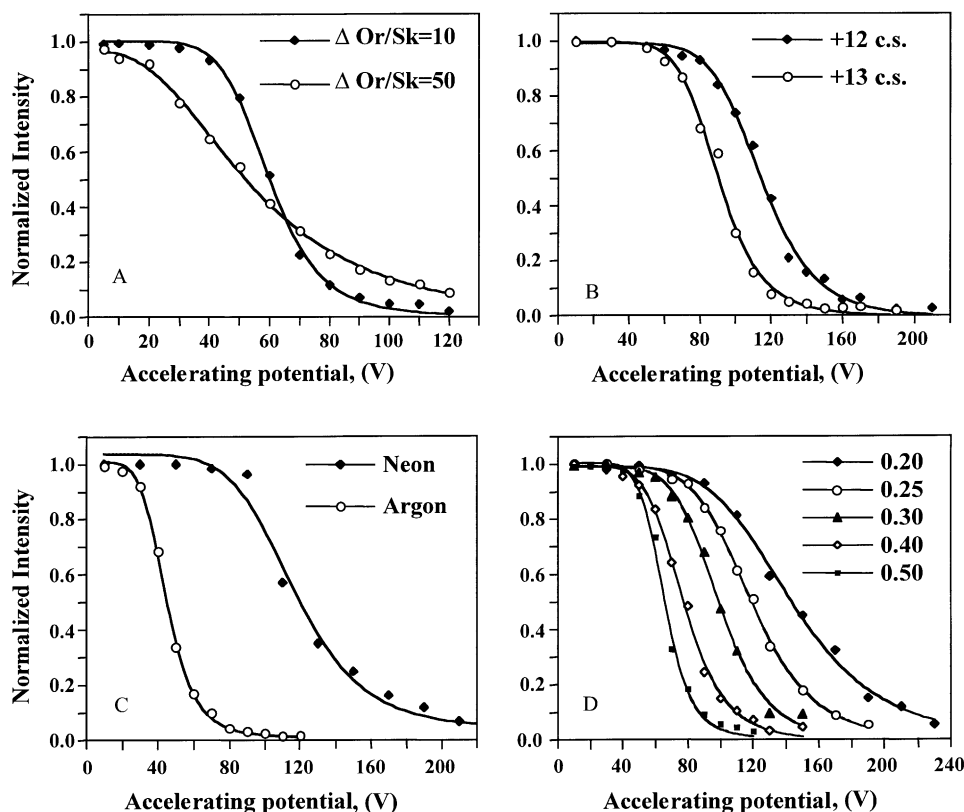 1.0
0.8
0.6
0.4
0.2
0.0
Normalized Intensity
Δ Or/Sk=10
Δ Or/Sk=50
A
0 20 40 60 80 100 120
Accelerating potential, (V)
1.0
0.8
0.6
0.4
0.2
0.0
+12 c.s.
+13 c.s.
B
0 40 80 120 160 200
Accelerating potential, (V)
1.0
0.8
0.6
0.4
0.2
0.0
Normalized Intensity
Neon
Argon
C
0 40 80 120 160 200
Accelerating potential, (V)
1.0
0.8
0.6
0.4
0.2
0.0
0.20
0.25
0.30
0.40
0.50
D
0 40 80 120 160 200 240
Accelerating potential, (V)